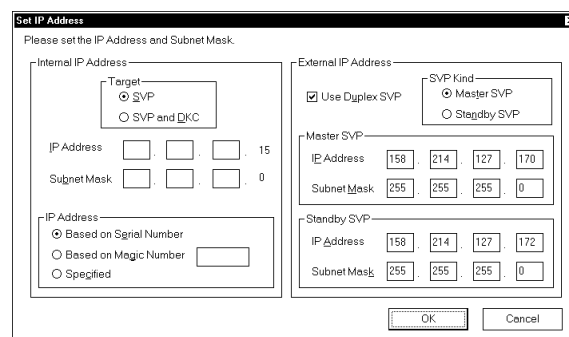 Set IP Address
Please set the IP Address and Subnet Mask.
Internal IP Address
Target
SVP
SVP and DKC
IP Address . . . 15
Subnet Mask . . . 0
IP Address
Based on Serial Number
Based on Magic Number
Specified
External IP Address
Use Duplex SVP
SVP Kind
Master SVP
Standby SVP
Master SVP
IP Address 158 . 214 . 127 . 170
Subnet Mask 255 . 255 . 255 . 0
Standby SVP
IP Address 158 . 214 . 127 . 172
Subnet Mask 255 . 255 . 255 . 0
OK Cancel